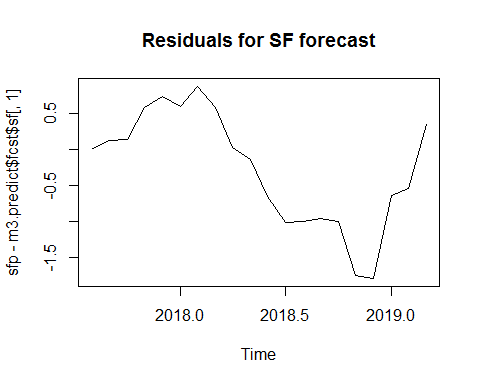 Residuals for SF forecast
sfp - m3.predict$fcst$sf[, 1]
0.5
-0.5
-1.5
2018.0 2018.5 2019.0
Time